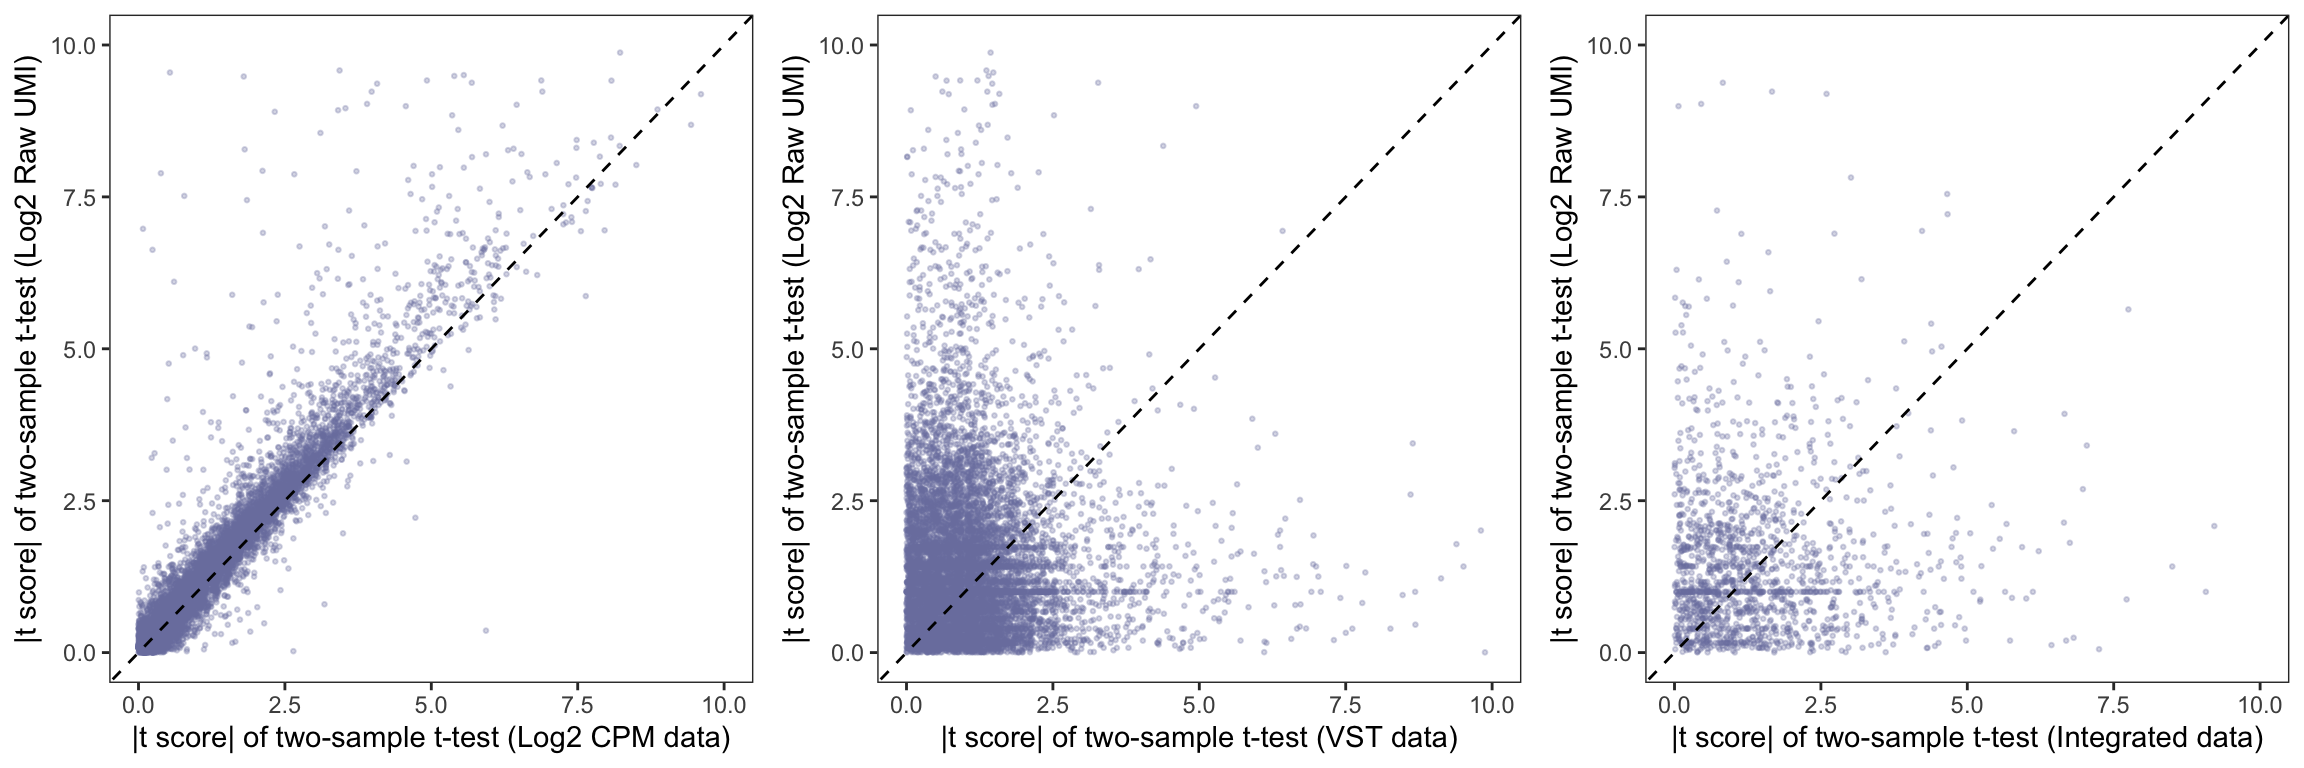 |t score| of two-sample t-test (Log2 Raw UMI)
10.0
7.5
5.0
2.5
0.0
0.0 2.5 5.0 7.5 10.0
|t score| of two-sample t-test (Log2 CPM data)
|t score| of two-sample t-test (Log2 Raw UMI)
10.0
7.5
5.0
2.5
0.0
0.0 2.5 5.0 7.5 10.0
|t score| of two-sample t-test (VST data)
|t score| of two-sample t-test (Log2 Raw UMI)
10.0
7.5
5.0
2.5
0.0
0.0 2.5 5.0 7.5 10.0
|t score| of two-sample t-test (Integrated data)